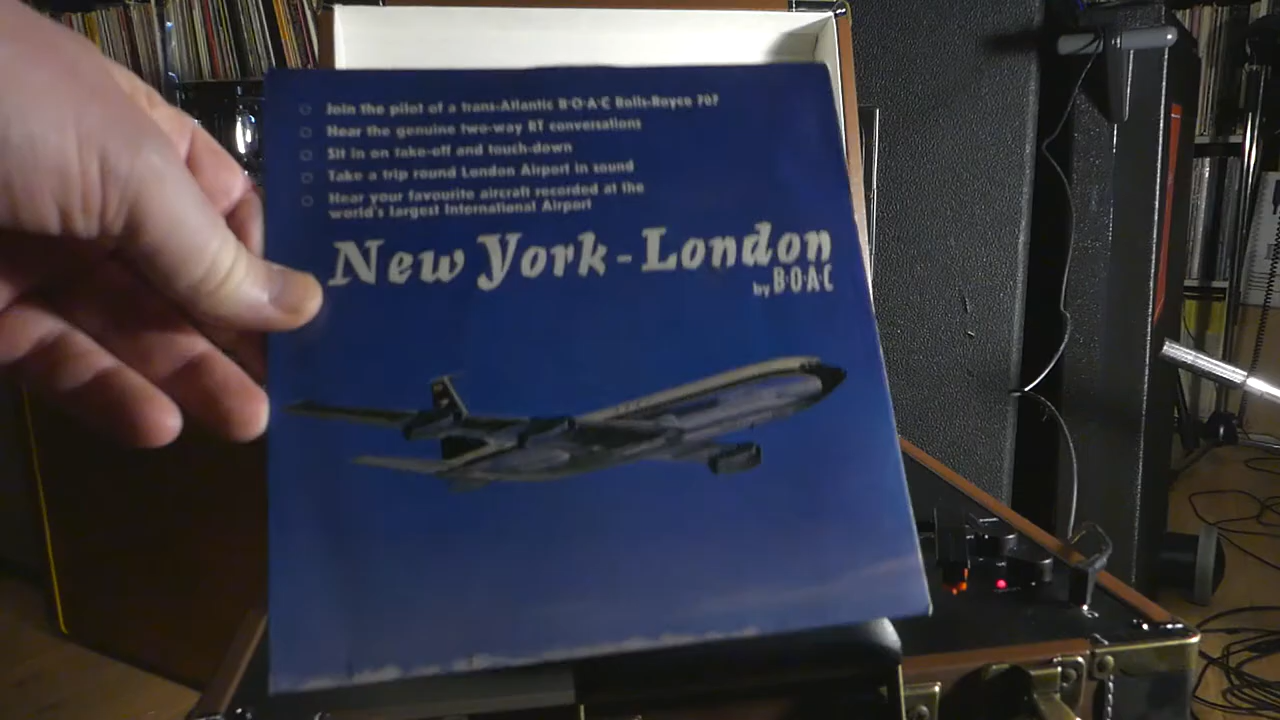 Join the pilot of a trans-Atlantic B·O·A·C Rolls-Royce 707
Hear the genuine two-way RT conversations
Sit in on take-off and touch-down
Take a trip round London Airport in sound
Hear your favourite aircraft recorded at the
world's largest International Airport
New York - London
by B·O·A·C